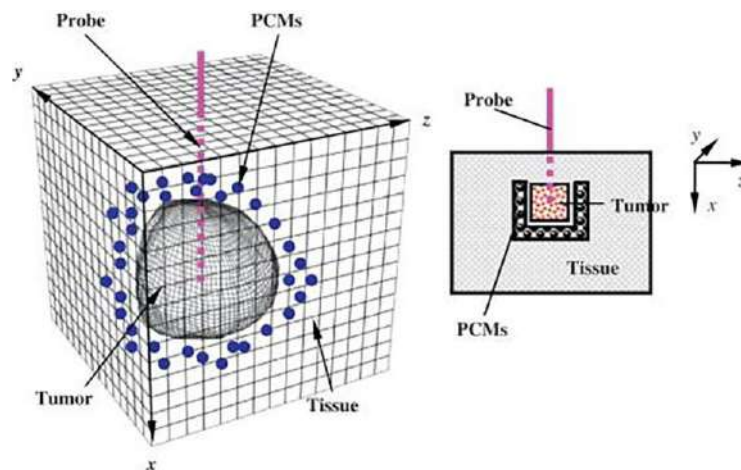 Probe
PCMs
y
z
Tumor
Tissue
x
Probe
y
z
x
Tumor
Tissue
PCMs